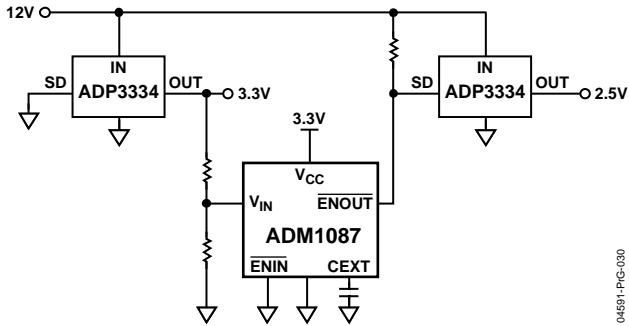 12V
IN
SD
ADP3334
OUT
3.3V
SD
IN
ADP3334
OUT
2.5V
3.3V
VCC
VIN
ENOUT
ADM1087
ENIN
CEXT
04591-PrG-030